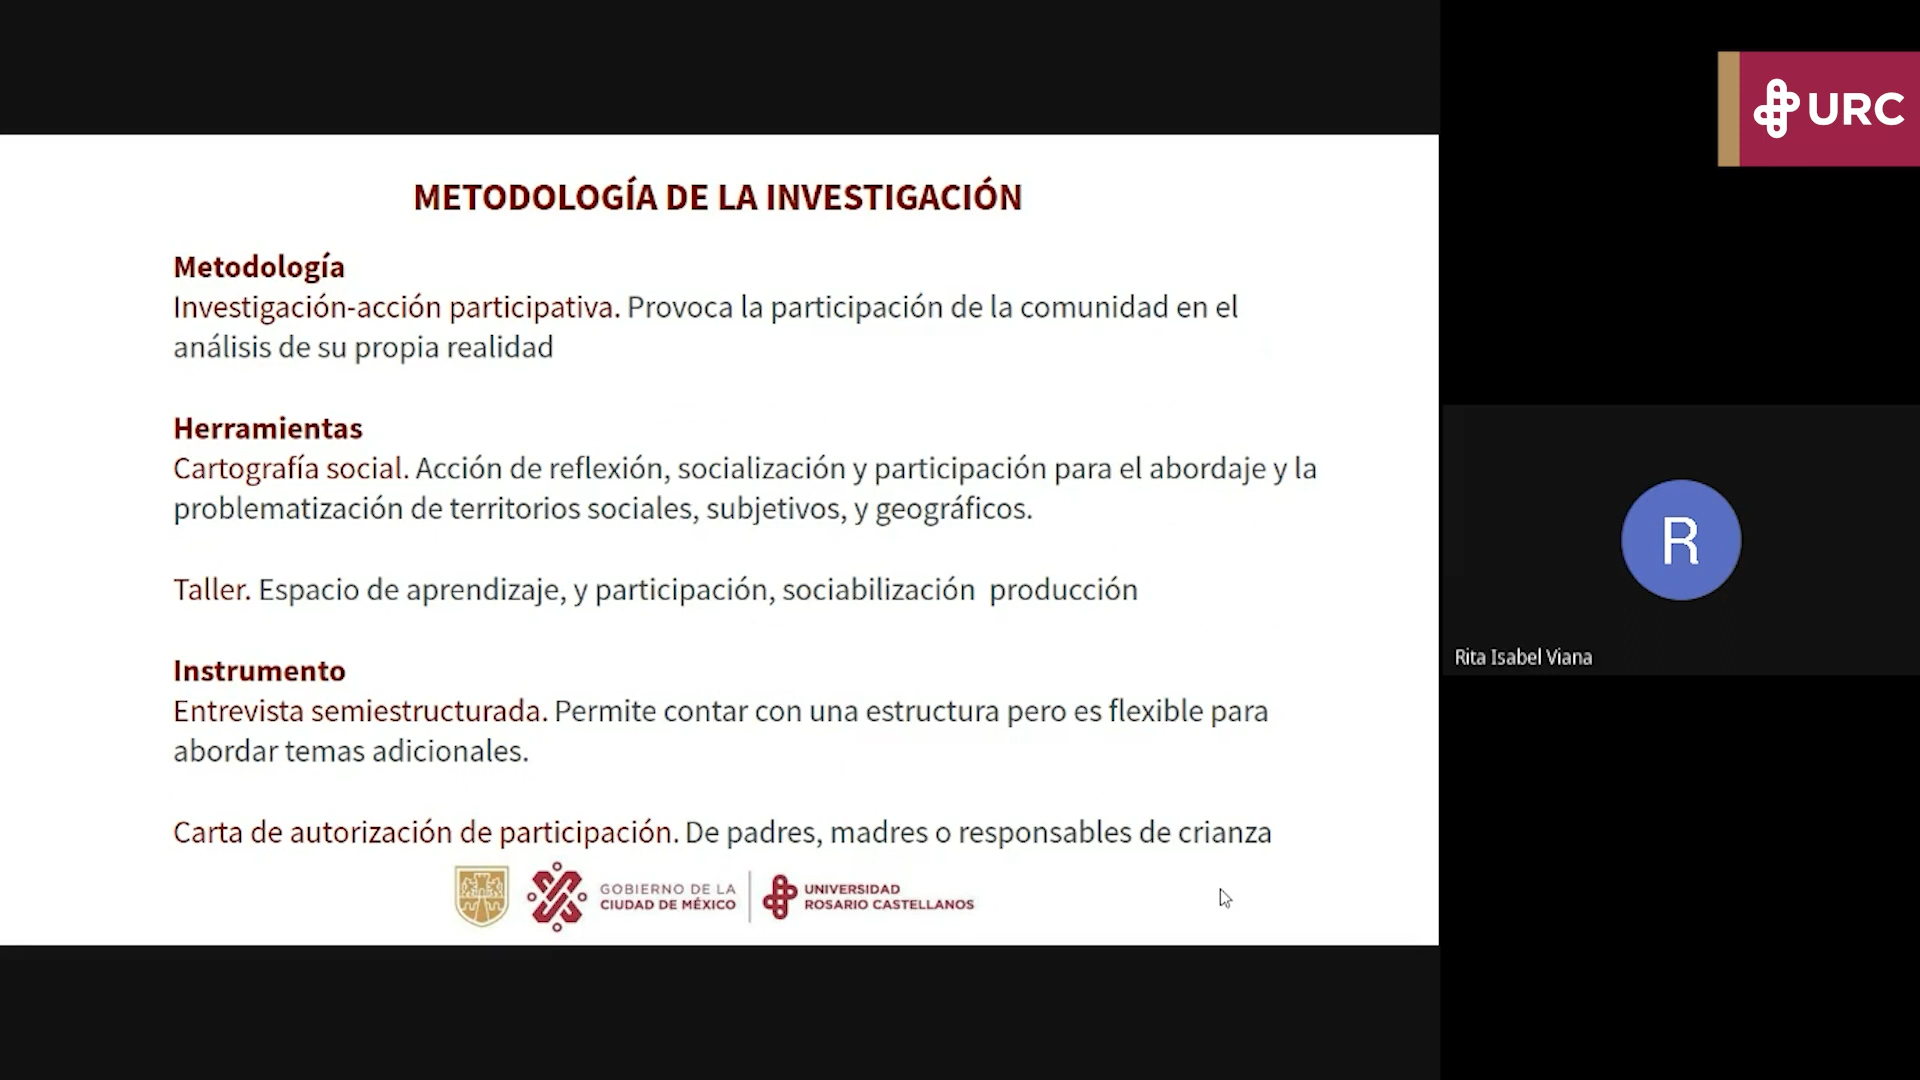 URC
METODOLOGÍA DE LA INVESTIGACIÓN
Metodología
Investigación-acción participativa. Provoca la participación de la comunidad en el
análisis de su propia realidad
Herramientas
Cartografía social. Acción de reflexión, socialización y participación para el abordaje y la
problematización de territorios sociales, subjetivos, y geográficos.
Taller. Espacio de aprendizaje, y participación, sociabilización  producción
Instrumento
Entrevista semiestructurada. Permite contar con una estructura pero es flexible para
abordar temas adicionales.
Carta de autorización de participación. De padres, madres o responsables de crianza
GOBIERNO DE LA
CIUDAD DE MÉXICO
UNIVERSIDAD
ROSARIO CASTELLANOS
R
Rita Isabel Viana